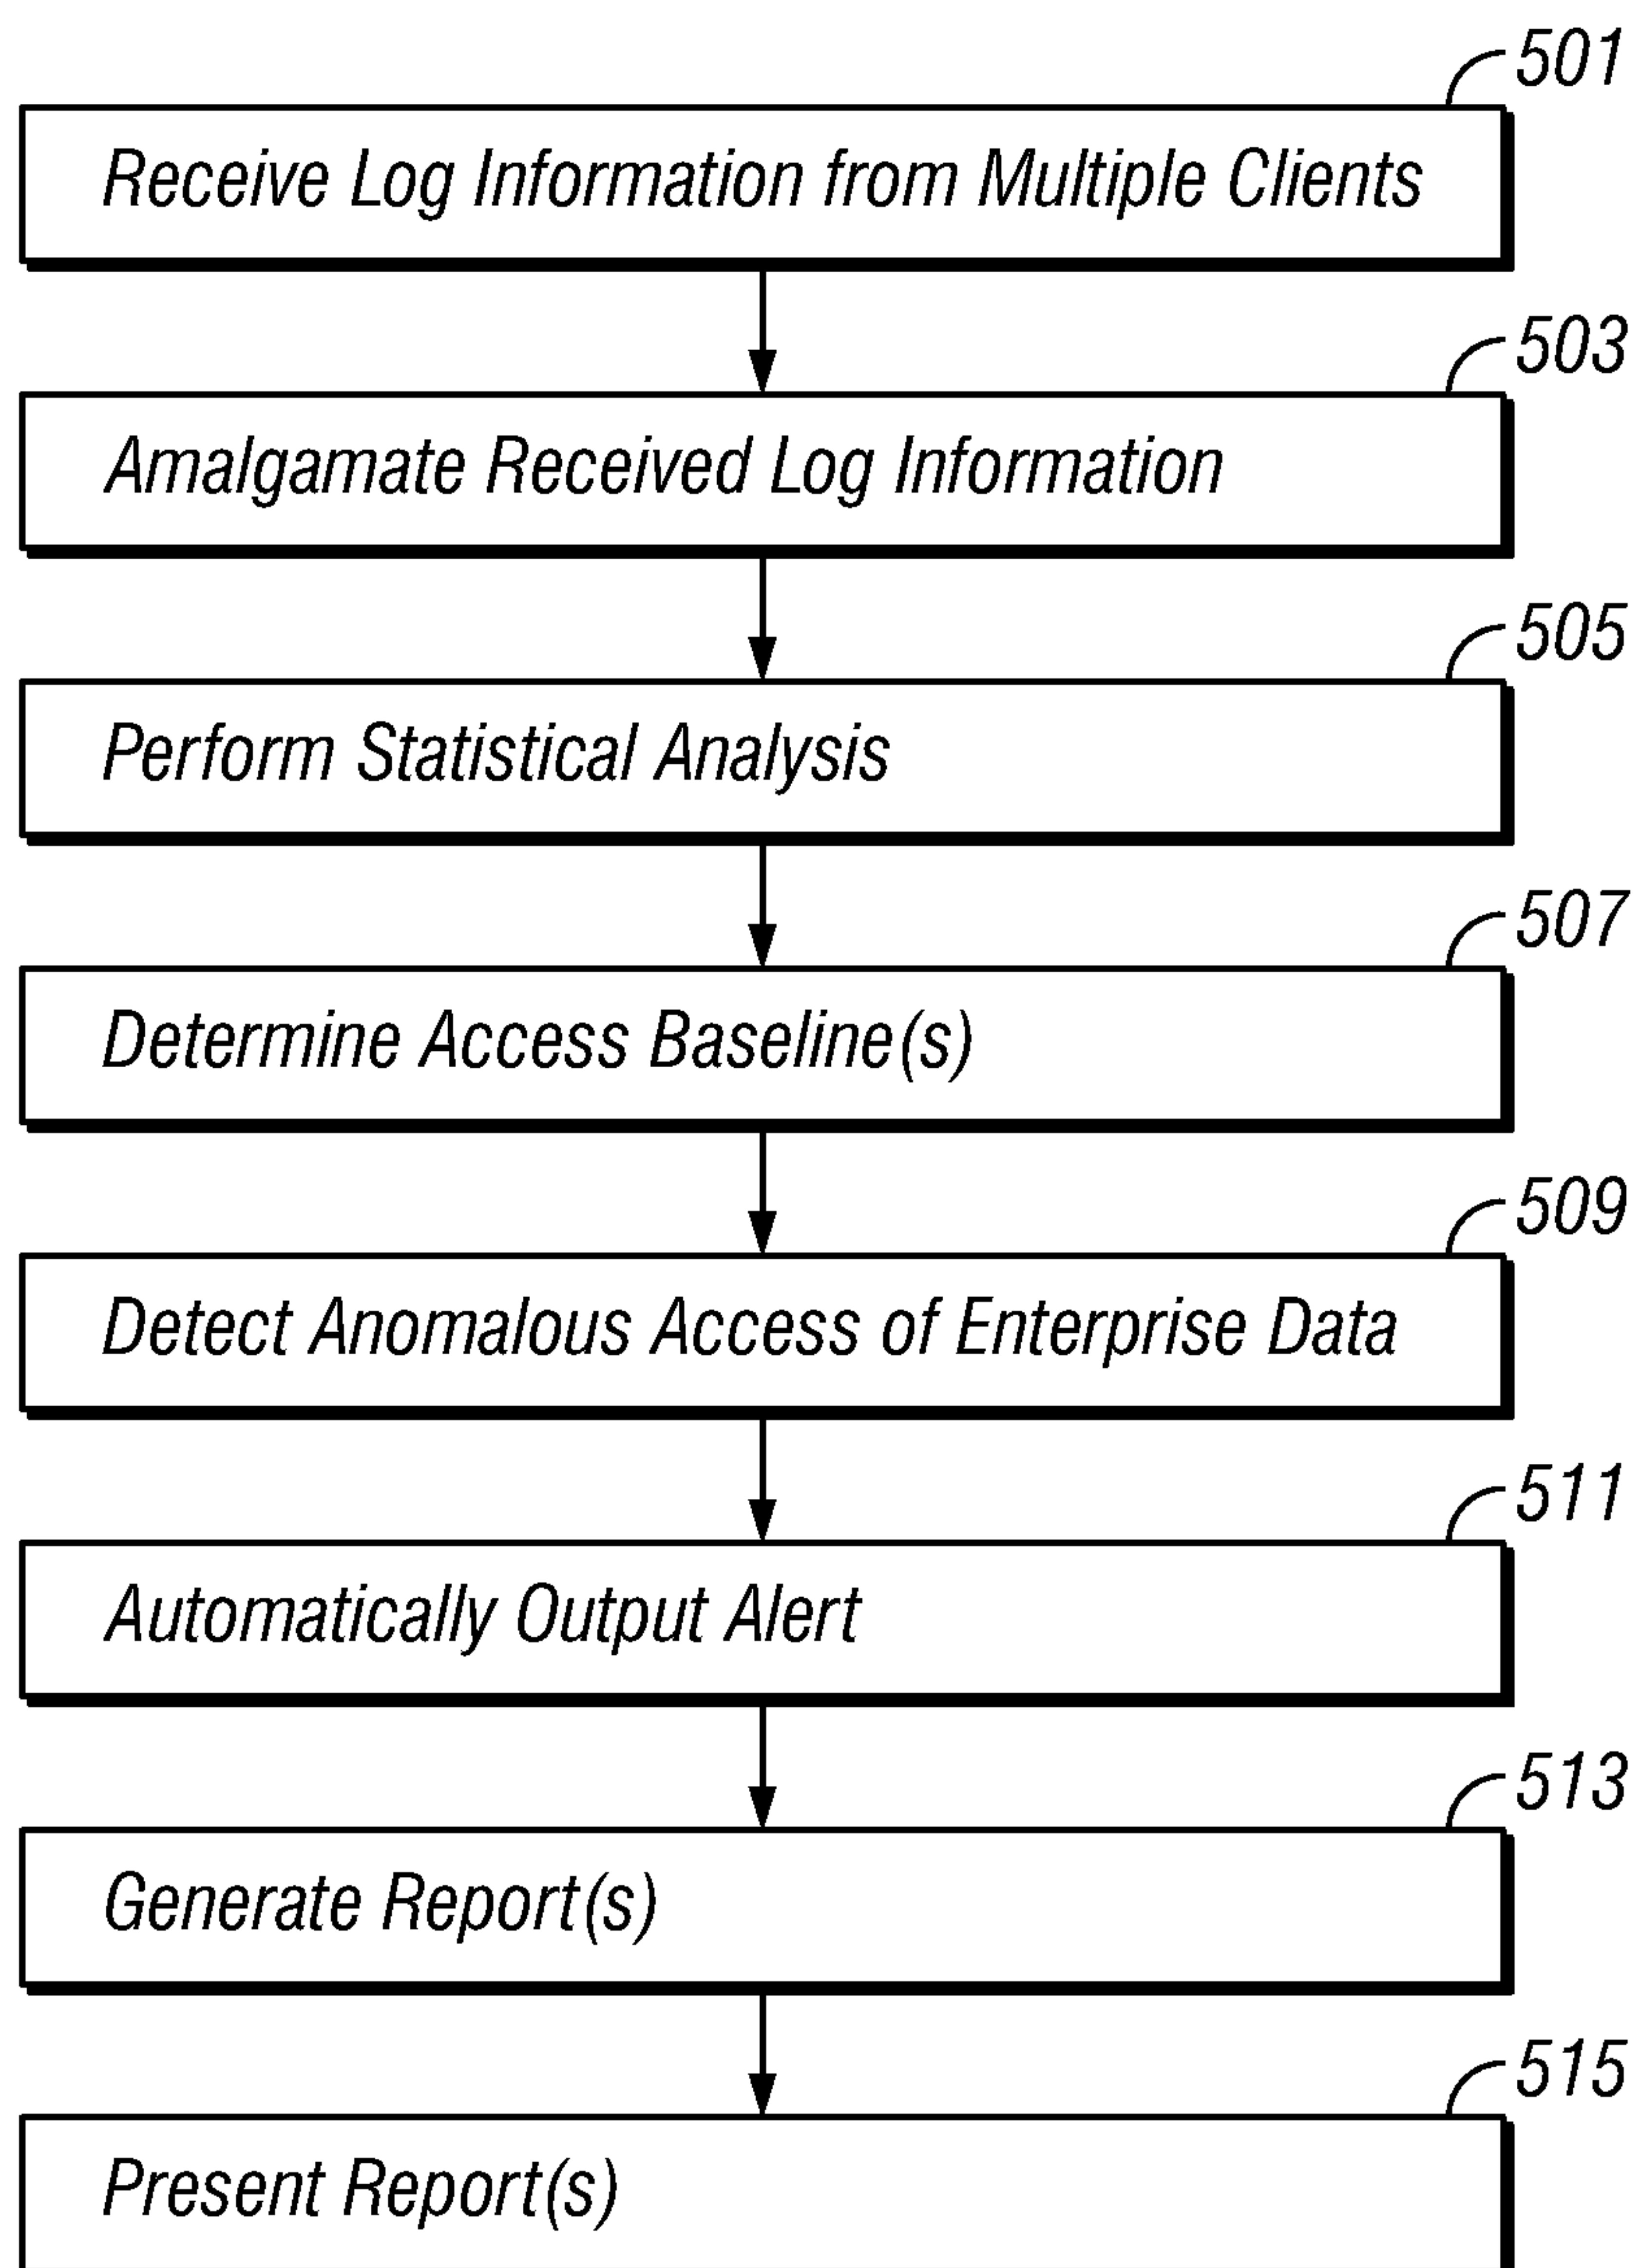 501
Receive Log Information from Multiple Clients
503
Amalgamate Received Log Information
505
Perform Statistical Analysis
507
Determine Access Baseline(s)
509
Detect Anomalous Access of Enterprise Data
511
Automatically Output Alert
513
Generate Report(s)
515
Present Report(s)